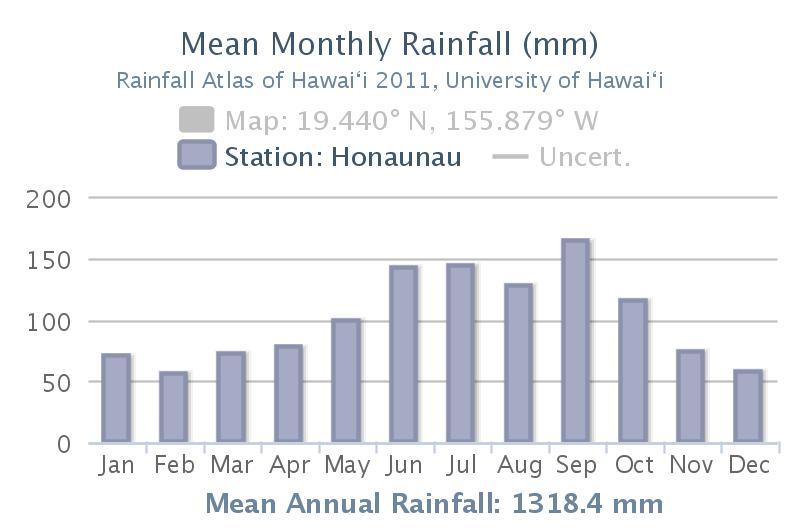 Mean Monthly Rainfall (mm)
Rainfall Atlas of Hawai‘i 2011, University of Hawai‘i
Map: 19.440° N, 155.879° W
Station: Honaunau Uncert.
200
150
100
50
0
Jan Feb Mar Apr May Jun Jul Aug Sep Oct Nov Dec
Mean Annual Rainfall: 1318.4 mm